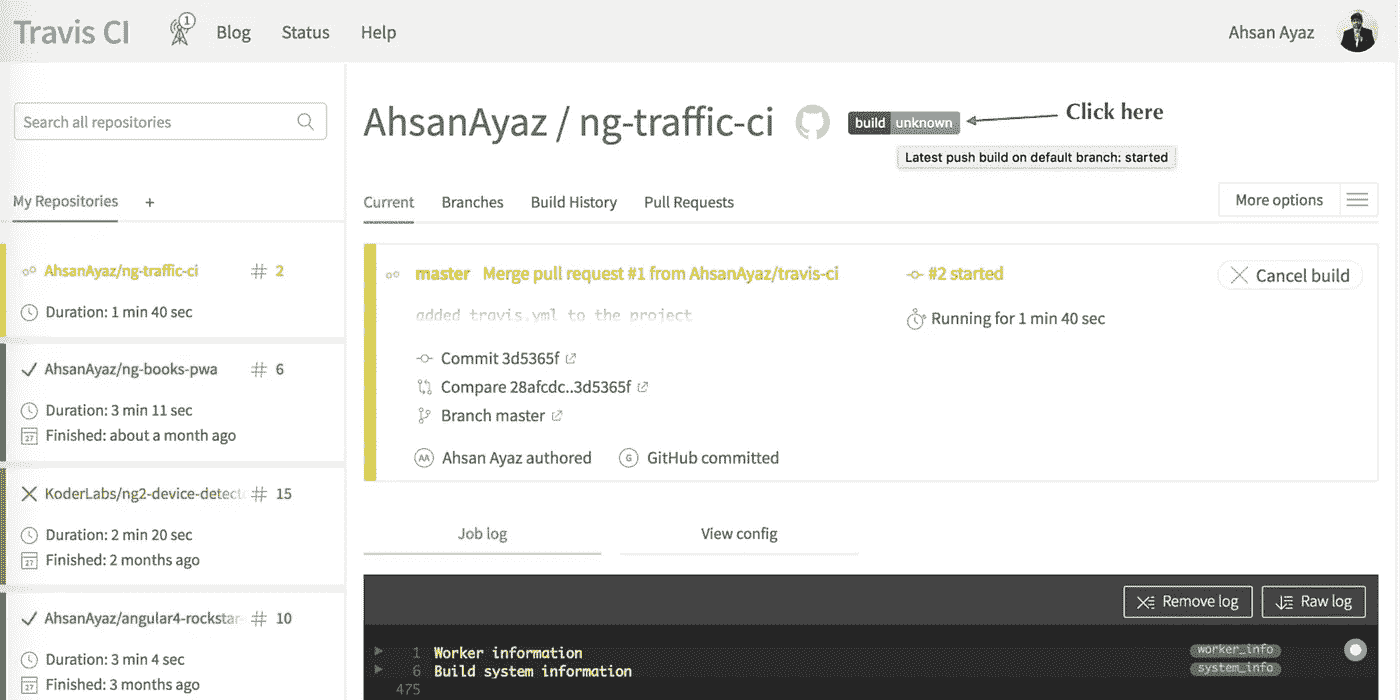 Travis CI
1
Blog
Status
Help
Ahsan Ayaz
Search all repositories
My Repositories
+
AhsanAyaz/ng-traffic-ci
# 2
Duration: 1 min 40 sec
AhsanAyaz/ng-books-pwa
# 6
Duration: 3 min 11 sec
27
Finished: about a month ago
KoderLabs/ng2-device-detect
# 15
Duration: 2 min 20 sec
27
Finished: 2 months ago
AhsanAyaz/angular4-rockstar-
# 10
Duration: 3 min 4 sec
27
Finished: 3 months ago
AhsanAyaz / ng-traffic-ci
build unknown
Click here
Latest push build on default branch: started
Current
Branches
Build History
Pull Requests
More options
master Merge pull request #1 from AhsanAyaz/travis-ci
#2 started
Cancel build
added travis.yml to the project
Running for 1 min 40 sec
Commit 3d5365f
Compare 28afcdc..3d5365f
Branch master
AA Ahsan Ayaz authored
G GitHub committed
Job log
View config
Remove log
Raw log
1 Worker information
worker_info
6 Build system information
system_info
475